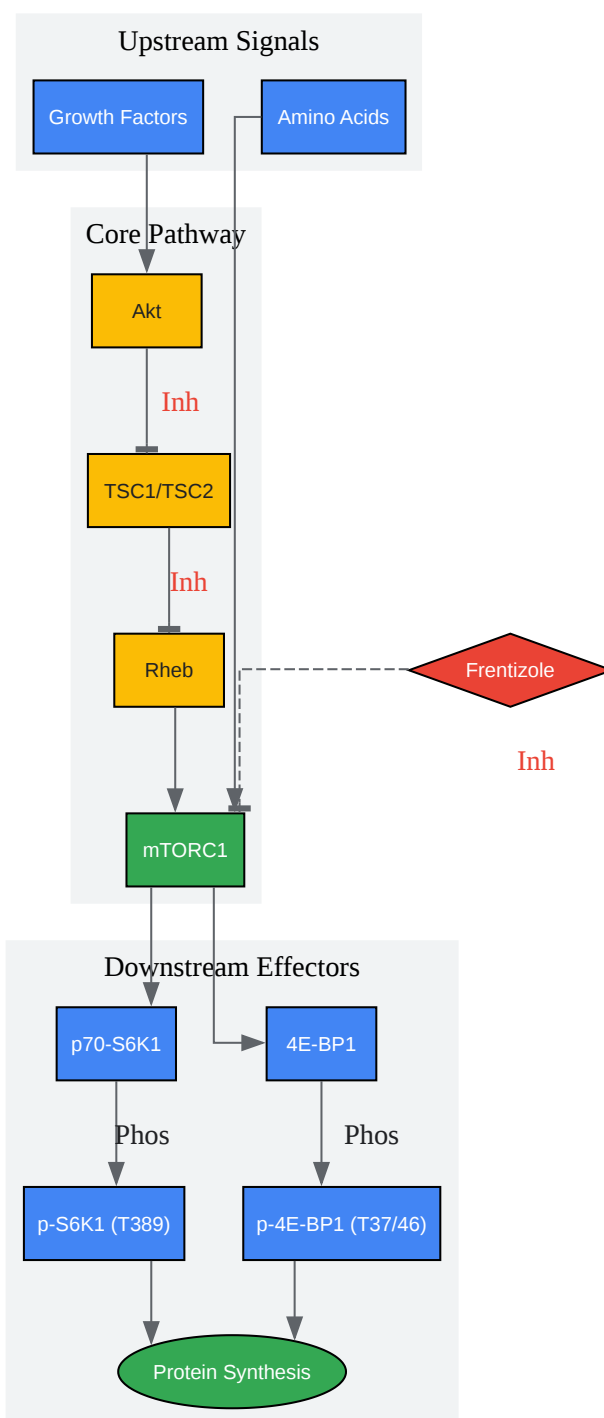 Upstream Signals
Growth Factors
Amino Acids
Core Pathway
Akt
Inh
TSC1/TSC2
Inh
Rheb
Frentizole
Inh
mTORC1
Downstream Effectors
p70-S6K1
4E-BP1
Phos
Phos
p-S6K1 (T389)
p-4E-BP1 (T37/46)
Protein Synthesis